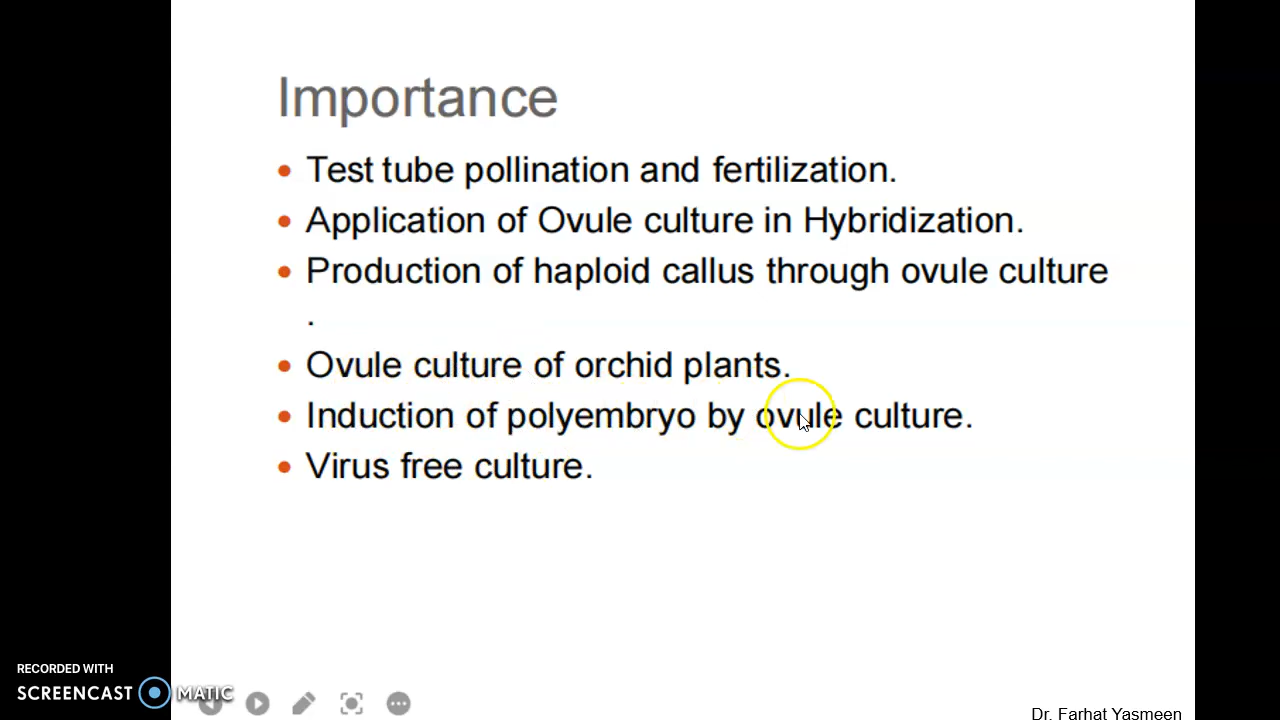 Importance
• Test tube pollination and fertilization.
• Application of Ovule culture in Hybridization.
• Production of haploid callus through ovule culture
.
• Ovule culture of orchid plants.
• Induction of polyembryo by ovule culture.
• Virus free culture.
RECORDED WITH
SCREENCAST MATIC
Dr. Farhat Yasmeen